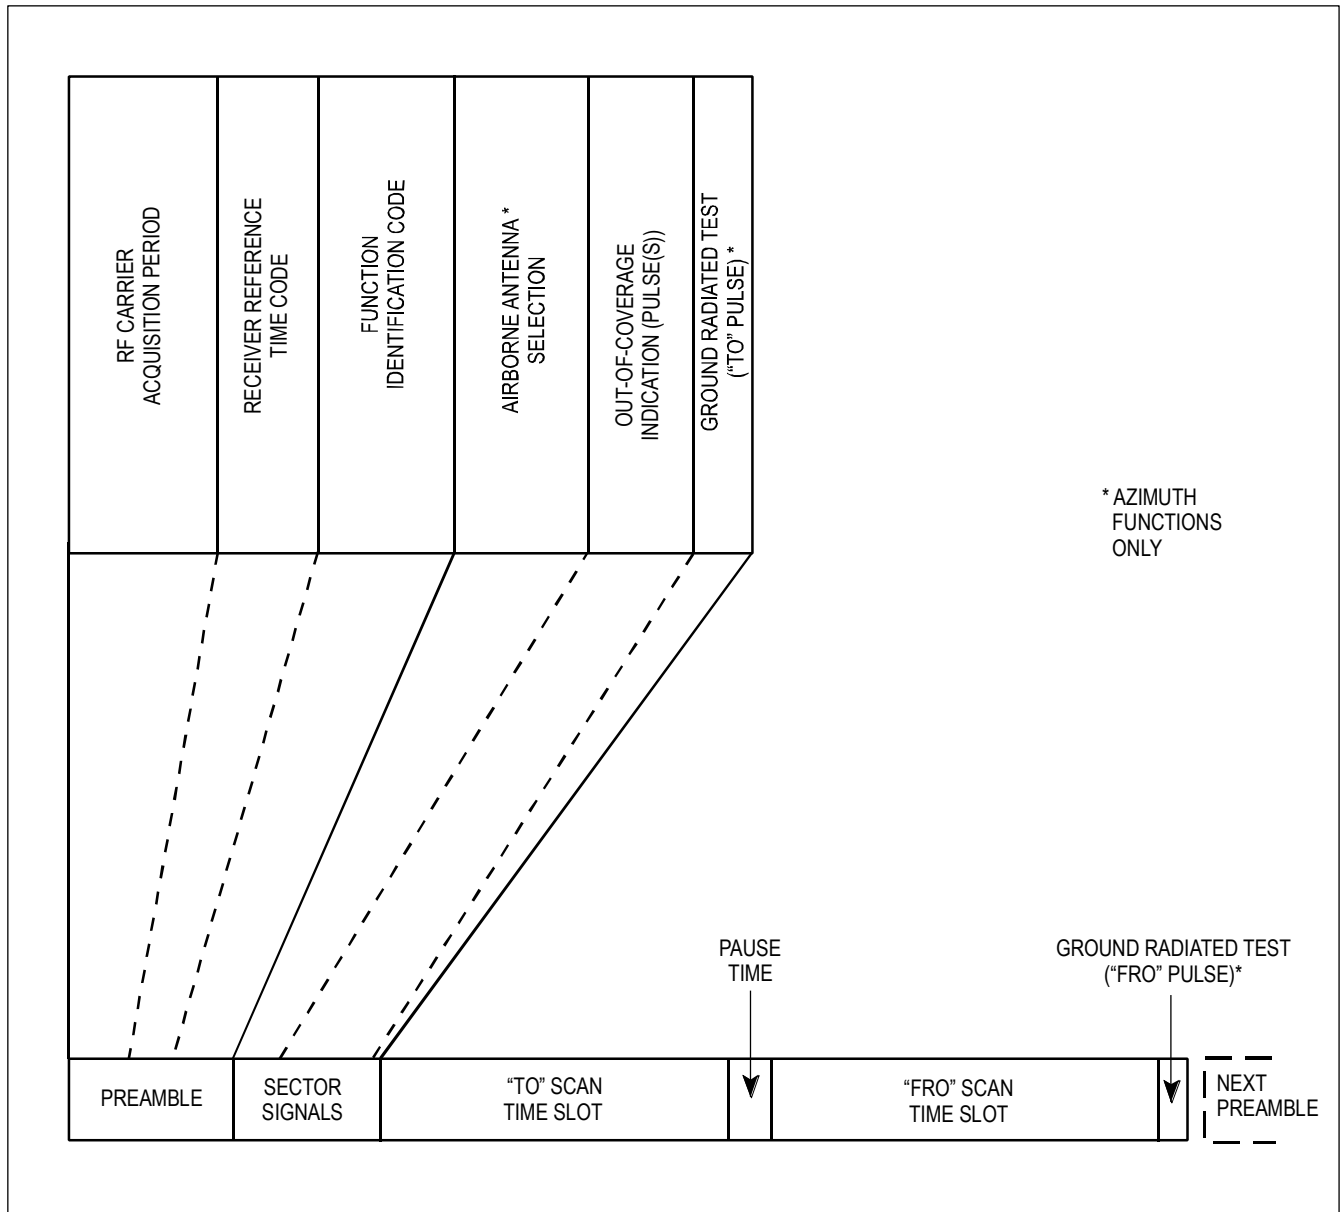 RF CARRIER
ACQUISITION PERIOD
RECEIVER REFERENCE
TIME CODE
FUNCTION
IDENTIFICATION CODE
AIRBORNE ANTENNA *
SELECTION
OUT-OF-COVERAGE
INDICATION (PULSE(S))
GROUND RADIATED TEST
(“TO” PULSE) *
* AZIMUTH
FUNCTIONS
ONLY
PAUSE
TIME
GROUND RADIATED TEST
(“FRO” PULSE)*
PREAMBLE
SECTOR
SIGNALS
“TO” SCAN
TIME SLOT
“FRO” SCAN
TIME SLOT
NEXT
PREAMBLE